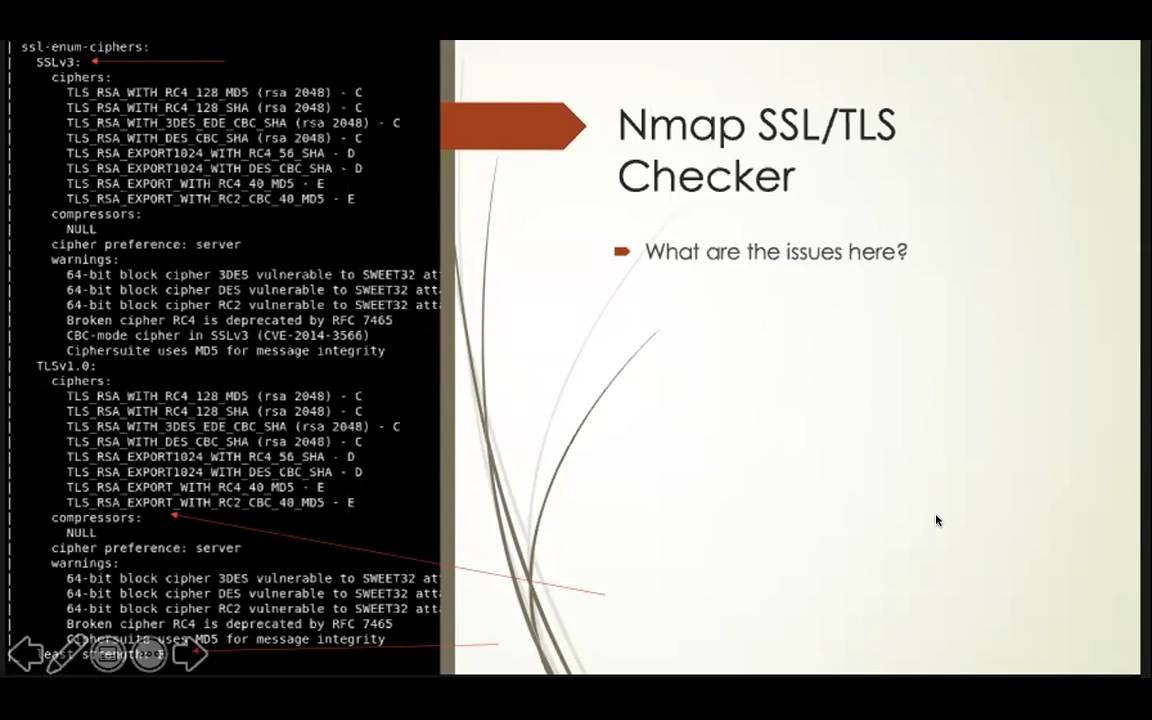 ssl-enum-ciphers:
SSLv3:
ciphers:
TLS_RSA_WITH_RC4_128_MD5 (rsa 2048) - C
TLS_RSA_WITH_RC4_128_SHA (rsa 2048) - C
TLS_RSA_WITH_3DES_EDE_CBC_SHA (rsa 2048) - C
TLS_RSA_WITH_DES_CBC_SHA (rsa 2048) - C
TLS_RSA_EXPORT1024_WITH_RC4_56_SHA - D
TLS_RSA_EXPORT1024_WITH_DES_CBC_SHA - D
TLS_RSA_EXPORT_WITH_RC4_40_MD5 - E
TLS_RSA_EXPORT_WITH_RC2_CBC_40_MD5 - E
compressors:
NULL
cipher preference: server
warnings:
64-bit block cipher 3DES vulnerable to SWEET32 att
64-bit block cipher DES vulnerable to SWEET32 att
64-bit block cipher RC2 vulnerable to SWEET32 att
Broken cipher RC4 is deprecated by RFC 7465
CBC-mode cipher in SSLv3 (CVE-2014-3566)
Ciphersuite uses MD5 for message integrity
TLSv1.0:
ciphers:
TLS_RSA_WITH_RC4_128_MD5 (rsa 2048) - C
TLS_RSA_WITH_RC4_128_SHA (rsa 2048) - C
TLS_RSA_WITH_3DES_EDE_CBC_SHA (rsa 2048) - C
TLS_RSA_WITH_DES_CBC_SHA (rsa 2048) - C
TLS_RSA_EXPORT1024_WITH_RC4_56_SHA - D
TLS_RSA_EXPORT1024_WITH_DES_CBC_SHA - D
TLS_RSA_EXPORT_WITH_RC4_40_MD5 - E
TLS_RSA_EXPORT_WITH_RC2_CBC_40_MD5 - E
compressors:
NULL
cipher preference: server
warnings:
64-bit block cipher 3DES vulnerable to SWEET32 att
64-bit block cipher DES vulnerable to SWEET32 att
64-bit block cipher RC2 vulnerable to SWEET32 att
Broken cipher RC4 is deprecated by RFC 7465
Ciphersuite uses MD5 for message integrity
least strength:
Nmap SSL/TLS
Checker
What are the issues here?